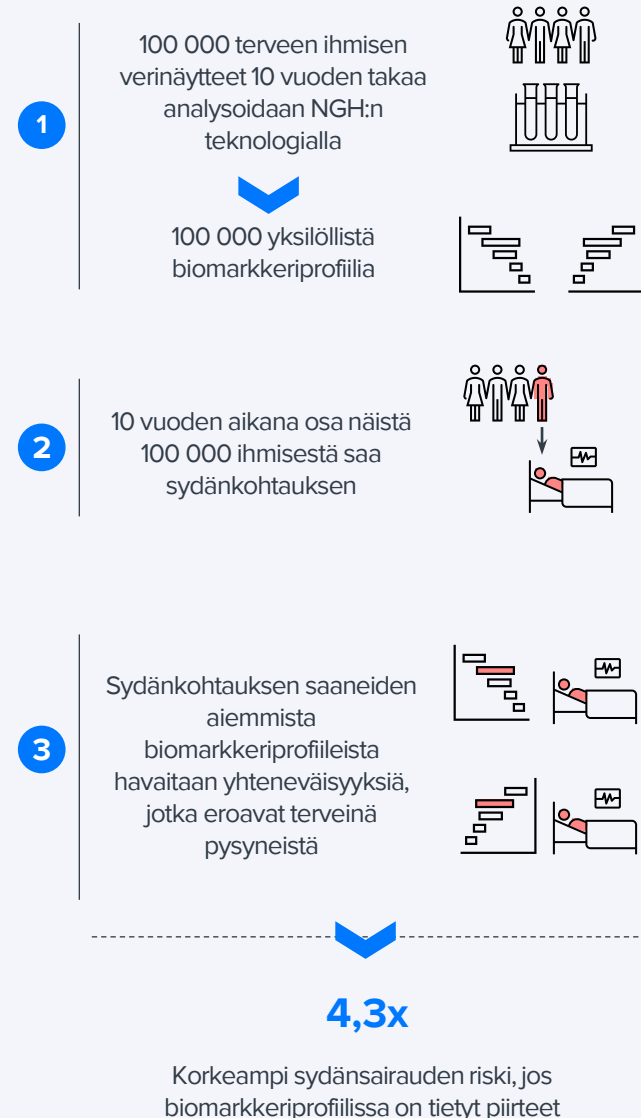 1
100 000 terveen ihmisen
verinäytteet 10 vuoden takaa
analysoidaan NGH:n
teknologialla
100 000 yksilöllistä
biomarkkeriprofiilia
2
10 vuoden aikana osa näistä
100 000 ihmisestä saa
sydänkohtauksen
3
Sydänkohtauksen saaneiden
aiemmista
biomarkkeriprofiileista
havaitaan yhteneväisyyksiä,
jotka eroavat terveinä
pysyneistä
4,3x
Korkeampi sydänsairauden riski, jos
biomarkkeriprofiilissa on tietyt piirteet